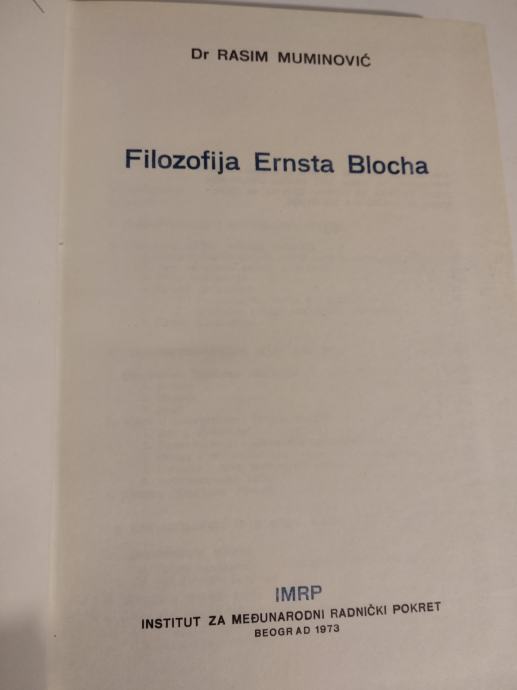 Dr RASIM MUMINOVIĆ
Filozofija Ernsta Blocha
IMRP
INSTITUT ZA MEĐUNARODNI RADNIČKI POKRET
BEOGRAD 1973